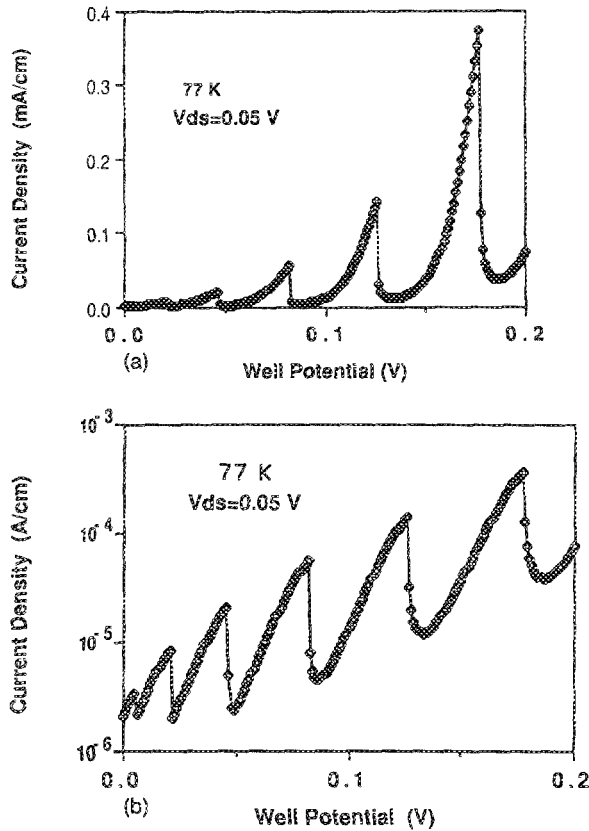 0.4
0.3
0.2
0.1
0.0
Current Density (mA/cm)
77 K
Vds=0.05 V
0.0
0.1
0.2
(a)
Well Potential (V)
10⁻³
10⁻⁴
10⁻⁵
10⁻⁶
Current Density (A/cm)
77 K
Vds=0.05 V
0.0
0.1
0.2
(b)
Well Potential (V)